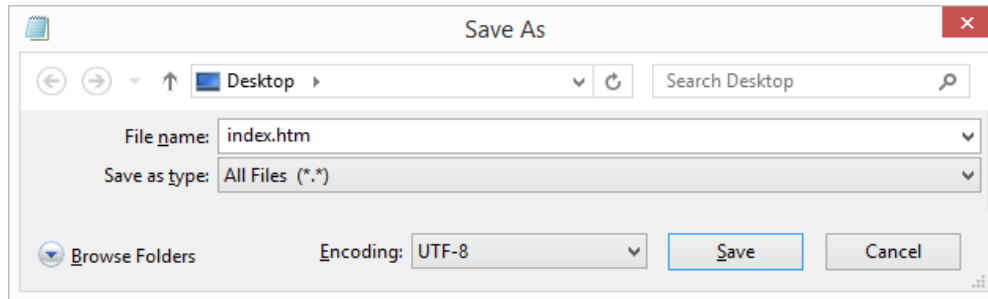 Save As
Desktop
Search Desktop
File name: index.htm
Save as type: All Files (*.*)
Browse Folders Encoding: UTF-8 Save Cancel